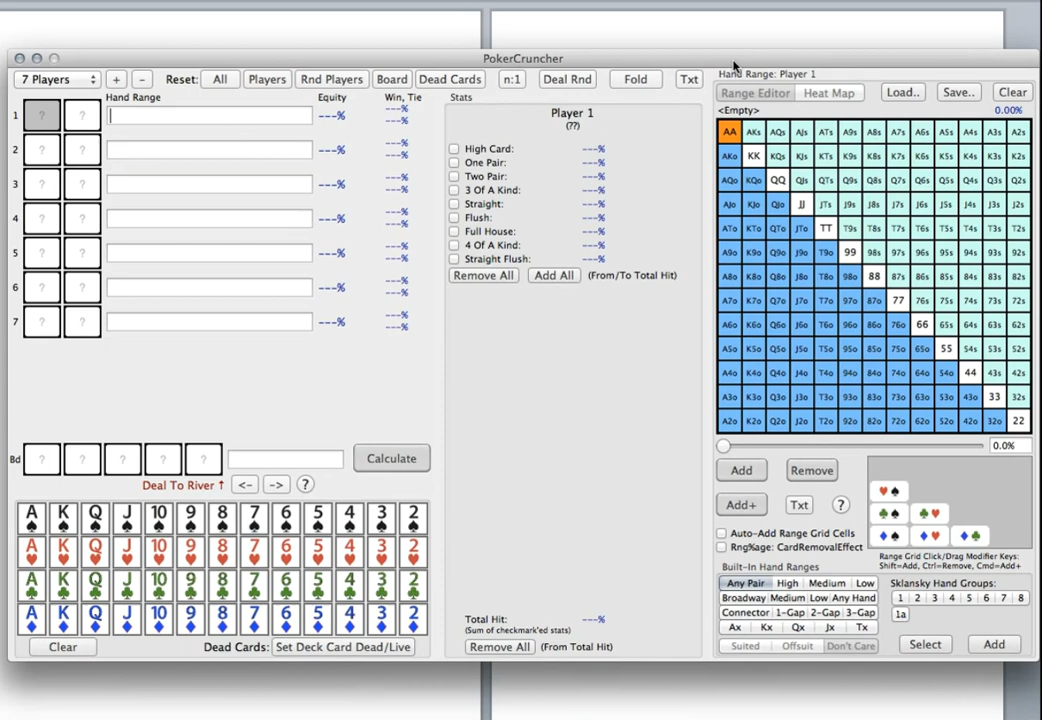 PokerCruncher
7 Players + - Reset: All Players Rnd Players Board Dead Cards n:1 Deal Rnd Fold Txt
Hand Range Equity Win, Tie
1 ? ? ---% ---% ---%
2 ? ? ---% ---% ---%
3 ? ? ---% ---% ---%
4 ? ? ---% ---% ---%
5 ? ? ---% ---% ---%
6 ? ? ---% ---% ---%
7 ? ? ---% ---% ---%
Bd ? ? ? ? ? Calculate
Deal To River ↑ <- -> ?
A K Q J 10 9 8 7 6 5 4 3 2
A K Q J 10 9 8 7 6 5 4 3 2
A K Q J 10 9 8 7 6 5 4 3 2
A K Q J 10 9 8 7 6 5 4 3 2
Clear Dead Cards: Set Deck Card Dead/Live
Stats
Player 1
(??)
High Card: ---%
One Pair: ---%
Two Pair: ---%
3 Of A Kind: ---%
Straight: ---%
Flush: ---%
Full House: ---%
4 Of A Kind: ---%
Straight Flush: ---%
Remove All Add All (From/To Total Hit)
Total Hit: ---%
(Sum of checkmark'ed stats)
Remove All (From Total Hit)
Hand Range: Player 1
Range Editor Heat Map Load.. Save.. Clear
<Empty> 0.00%
AA AKs AQs AJs ATs A9s A8s A7s A6s A5s A4s A3s A2s
AKo KK KQs KJs KTs K9s K8s K7s K6s K5s K4s K3s K2s
AQo KQo QQ QJs QTs Q9s Q8s Q7s Q6s Q5s Q4s Q3s Q2s
AJo KJo QJo JJ JTs J9s J8s J7s J6s J5s J4s J3s J2s
ATo KTo QTo JTo TT T9s T8s T7s T6s T5s T4s T3s T2s
A9o K9o Q9o J9o T9o 99 98s 97s 96s 95s 94s 93s 92s
A8o K8o Q8o J8o T8o 98o 88 87s 86s 85s 84s 83s 82s
A7o K7o Q7o J7o T7o 97o 87o 77 76s 75s 74s 73s 72s
A6o K6o Q6o J6o T6o 96o 86o 76o 66 65s 64s 63s 62s
A5o K5o Q5o J5o T5o 95o 85o 75o 65o 55 54s 53s 52s
A4o K4o Q4o J4o T4o 94o 84o 74o 64o 54o 44 43s 42s
A3o K3o Q3o J3o T3o 93o 83o 73o 63o 53o 43o 33 32s
A2o K2o Q2o J2o T2o 92o 82o 72o 62o 52o 42o 32o 22
0.0%
Add Remove
Add+ Txt ?
Auto-Add Range Grid Cells
Rng%age: CardRemovalEffect
Range Grid Click/Drag Modifier Keys:
Shift=Add, Ctrl=Remove, Cmd=Add+
Built-In Hand Ranges
Any Pair High Medium Low
Broadway Medium Low Any Hand
Connector 1-Gap 2-Gap 3-Gap
Ax Kx Qx Jx Tx
Suited Offsuit Don't Care
Sklansky Hand Groups:
1 2 3 4 5 6 7 8
1a
Select Add